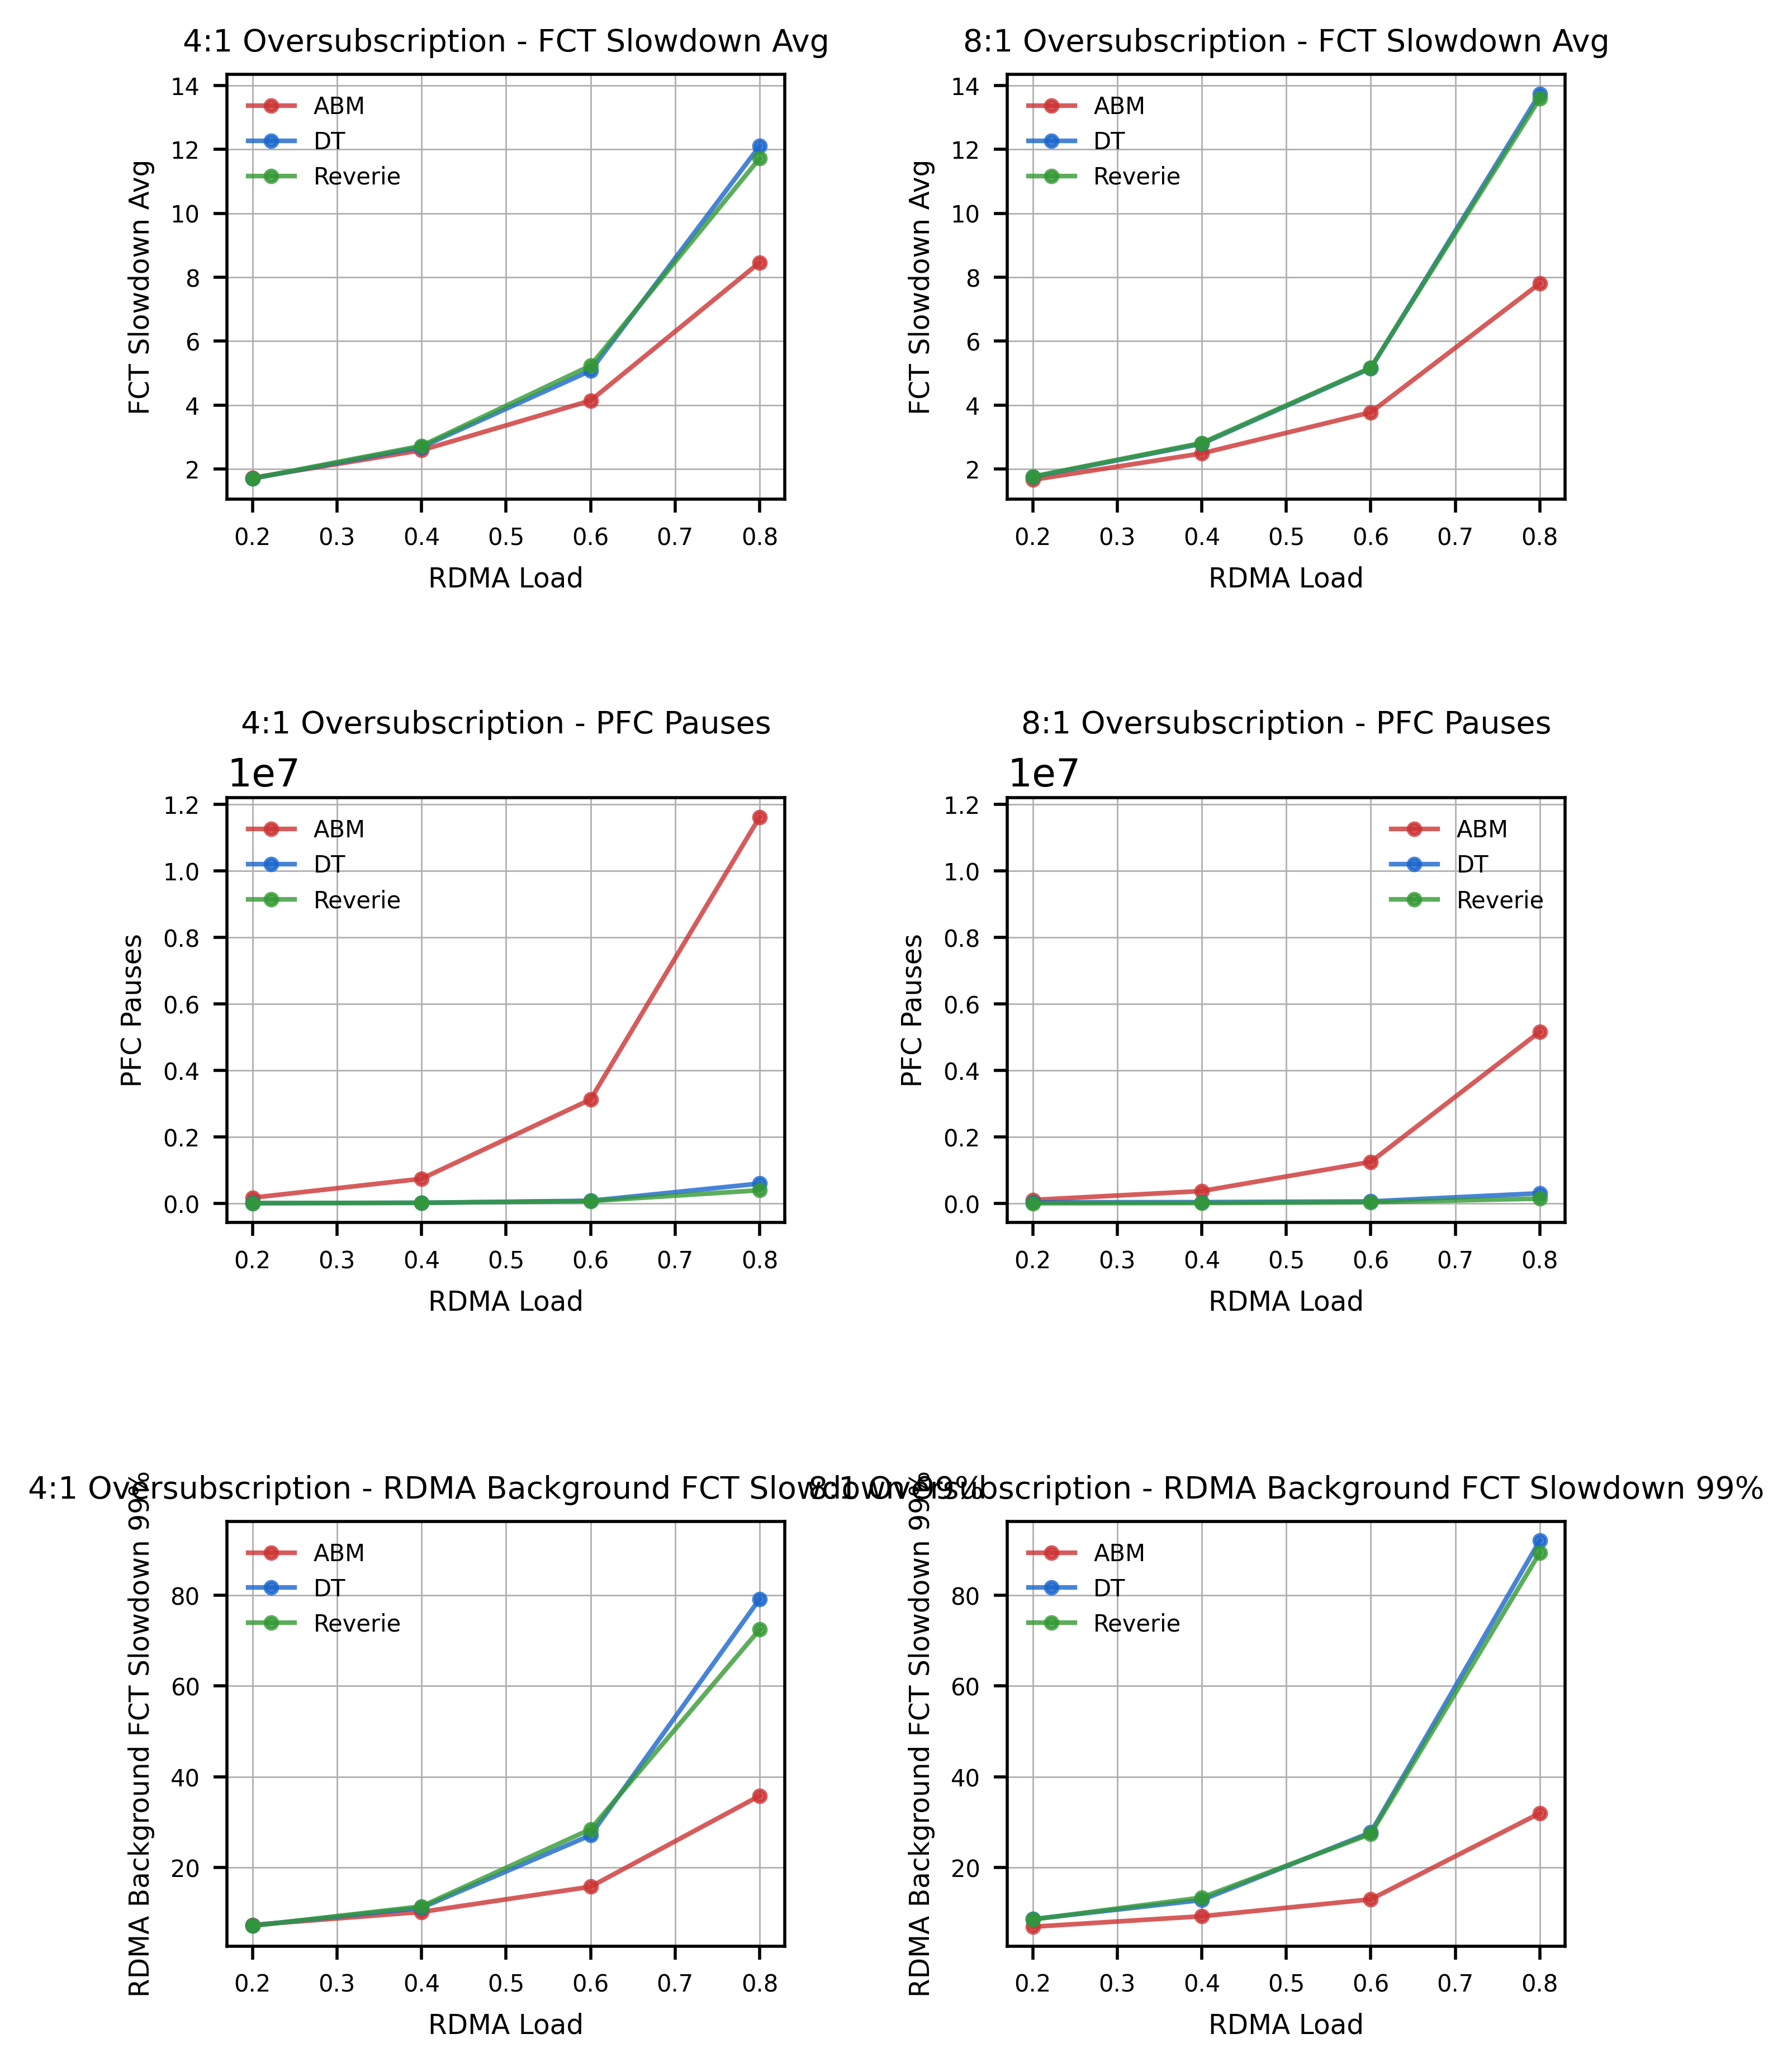 4:1 Oversubscription - FCT Slowdown Avg
14
12
10
8
6
4
2
FCT Slowdown Avg
ABM
DT
Reverie
0.2 0.3 0.4 0.5 0.6 0.7 0.8
RDMA Load
8:1 Oversubscription - FCT Slowdown Avg
14
12
10
8
6
4
2
FCT Slowdown Avg
ABM
DT
Reverie
0.2 0.3 0.4 0.5 0.6 0.7 0.8
RDMA Load
4:1 Oversubscription - PFC Pauses
1e7
1.2
1.0
0.8
0.6
0.4
0.2
0.0
PFC Pauses
ABM
DT
Reverie
0.2 0.3 0.4 0.5 0.6 0.7 0.8
RDMA Load
8:1 Oversubscription - PFC Pauses
1e7
1.2
1.0
0.8
0.6
0.4
0.2
0.0
PFC Pauses
ABM
DT
Reverie
0.2 0.3 0.4 0.5 0.6 0.7 0.8
RDMA Load
4:1 Oversubscription - RDMA Background FCT Slowdown 99%
80
60
40
20
RDMA Background FCT Slowdown 99%
ABM
DT
Reverie
0.2 0.3 0.4 0.5 0.6 0.7 0.8
RDMA Load
8:1 Oversubscription - RDMA Background FCT Slowdown 99%
80
60
40
20
RDMA Background FCT Slowdown 99%
ABM
DT
Reverie
0.2 0.3 0.4 0.5 0.6 0.7 0.8
RDMA Load